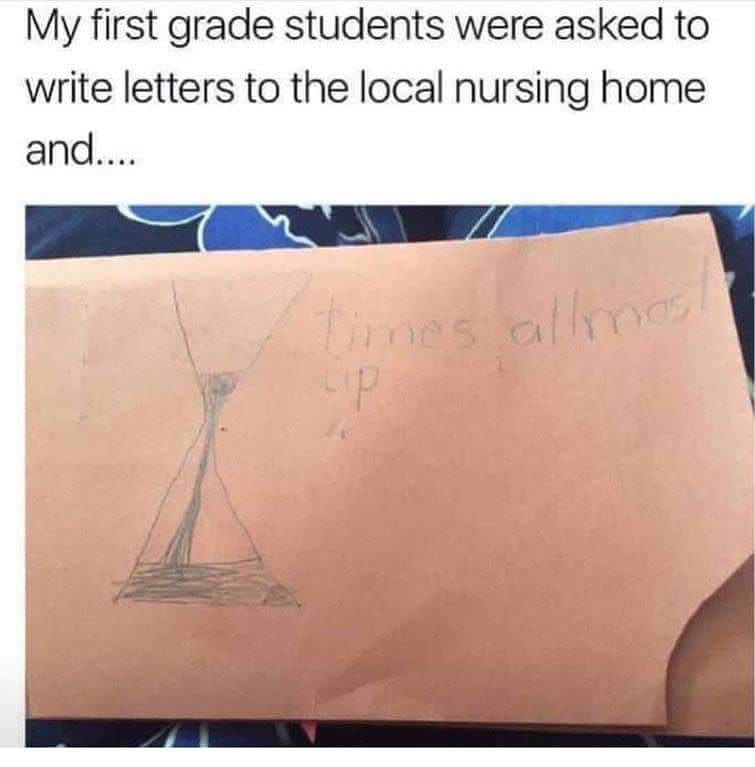 My first grade students were asked to
write letters to the local nursing home
and....
times allmost
up